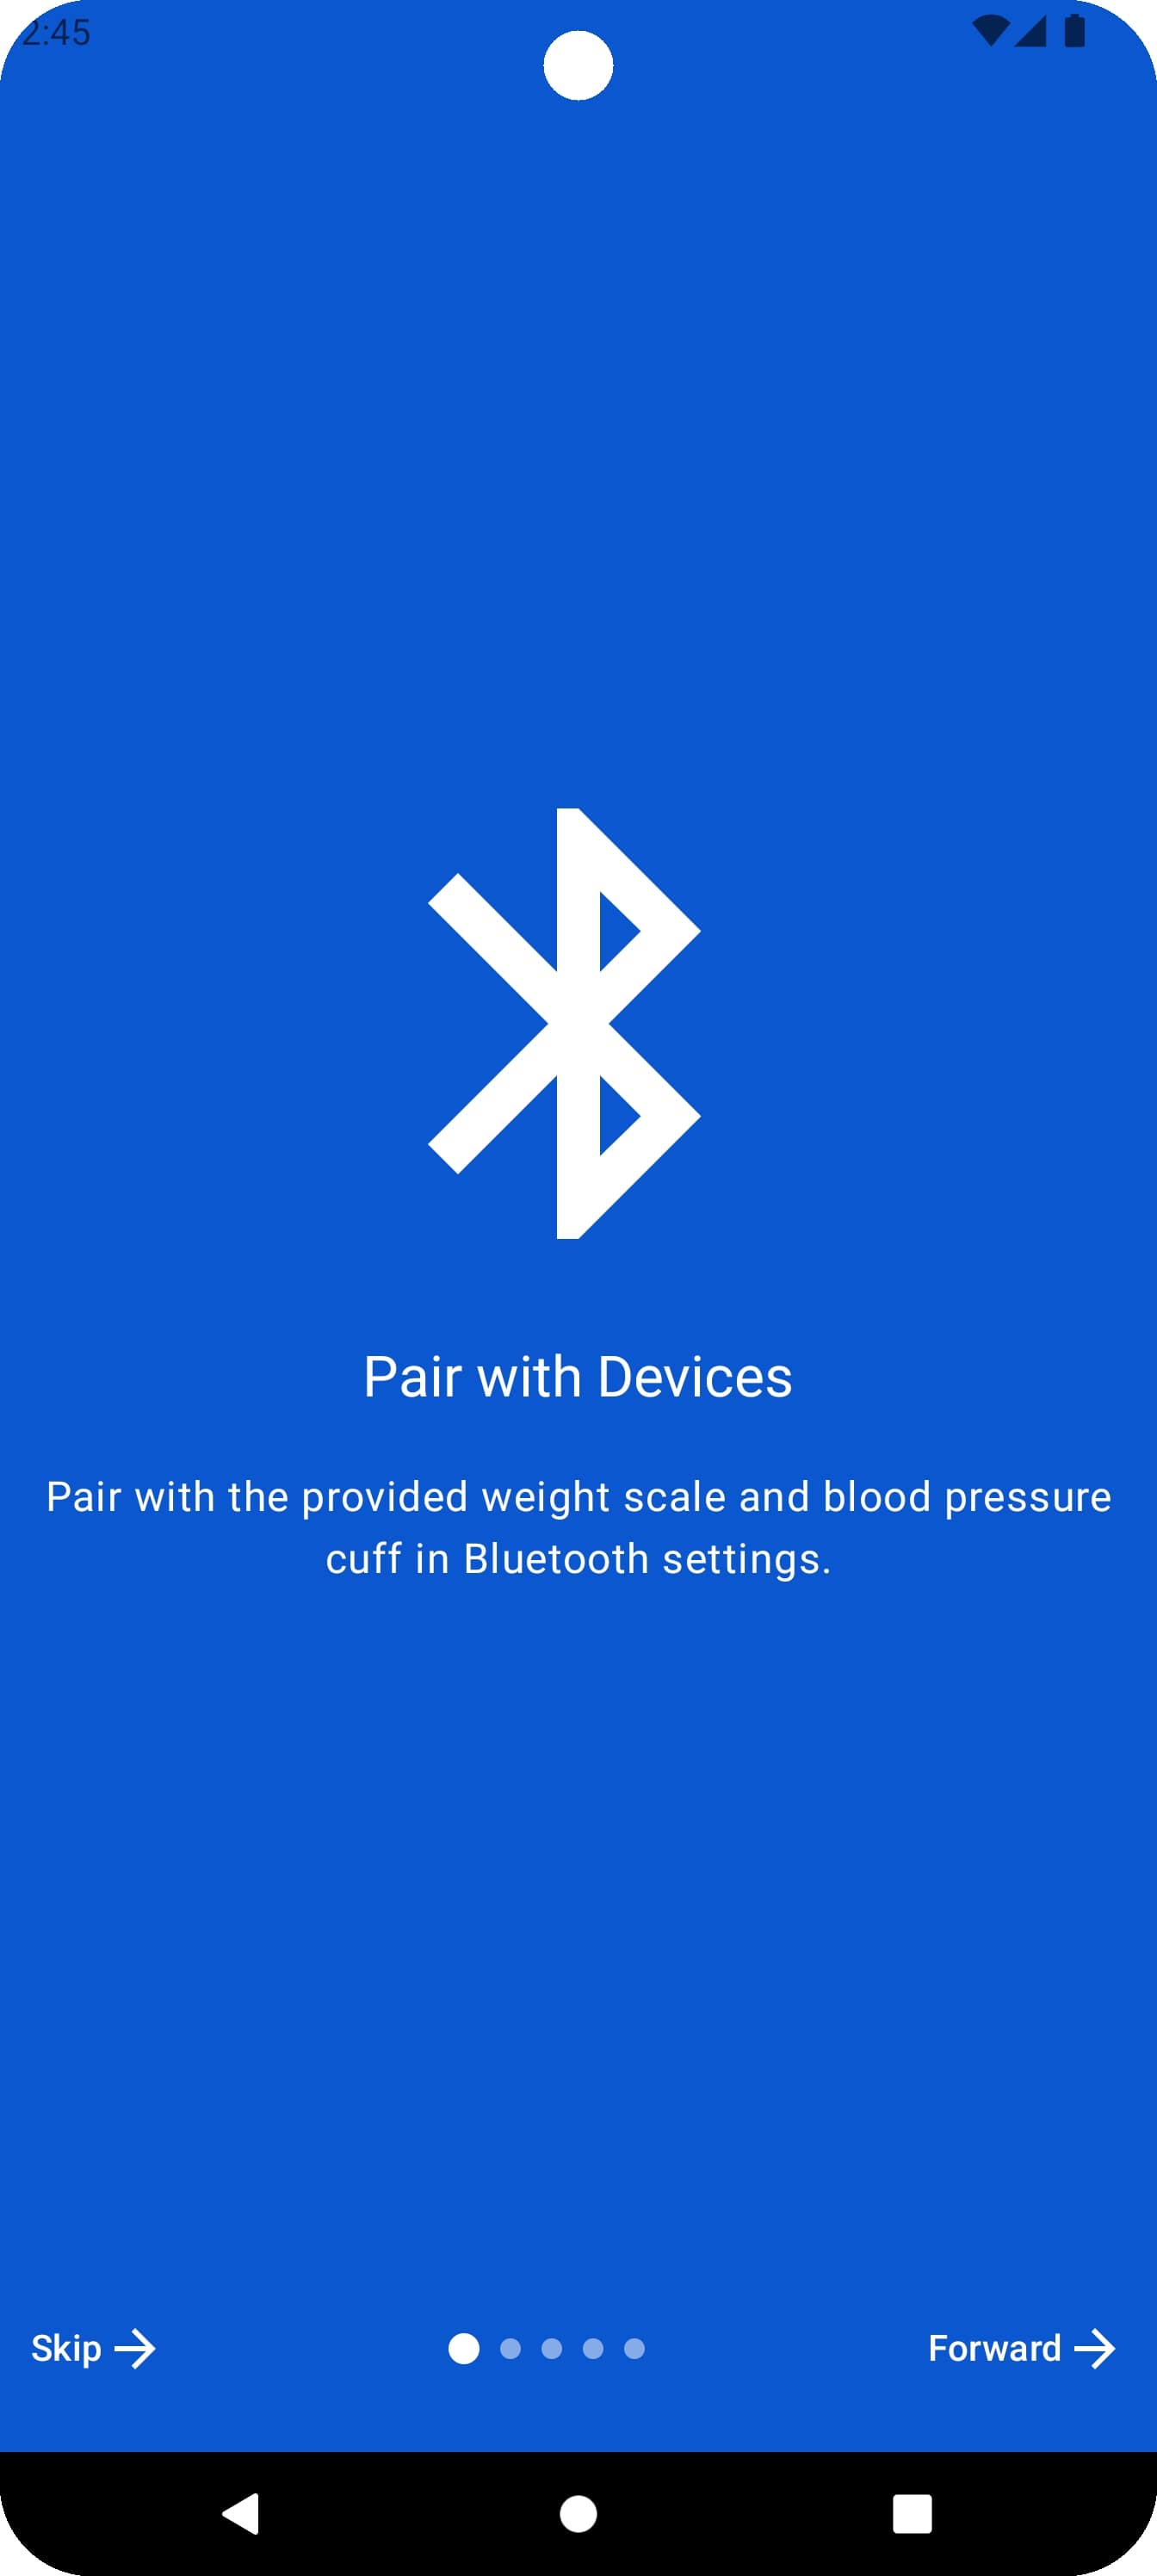 2:45
Pair with Devices
Pair with the provided weight scale and blood pressure
cuff in Bluetooth settings.
Skip
Forward